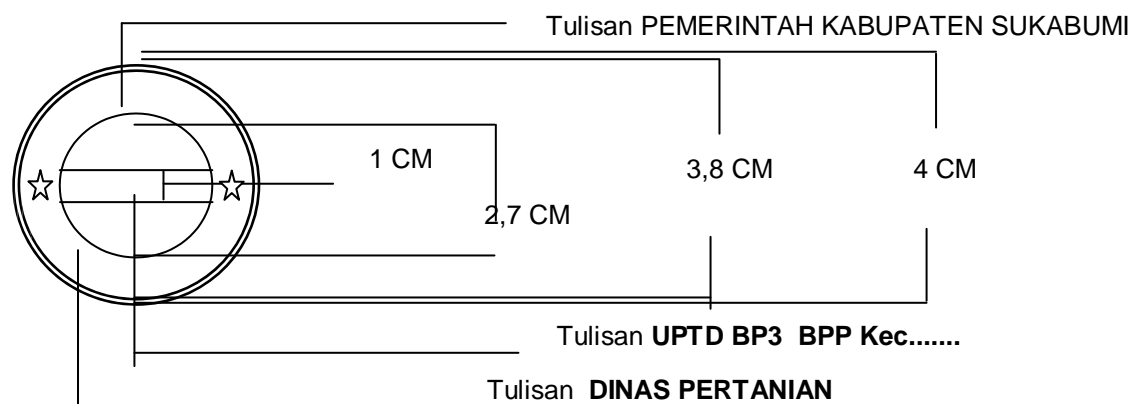 Tulisan PEMERINTAH KABUPATEN SUKABUMI
1 CM
3,8 CM
4 CM
2,7 CM
Tulisan UPTD BP3 BPP Kec.......
Tulisan DINAS PERTANIAN